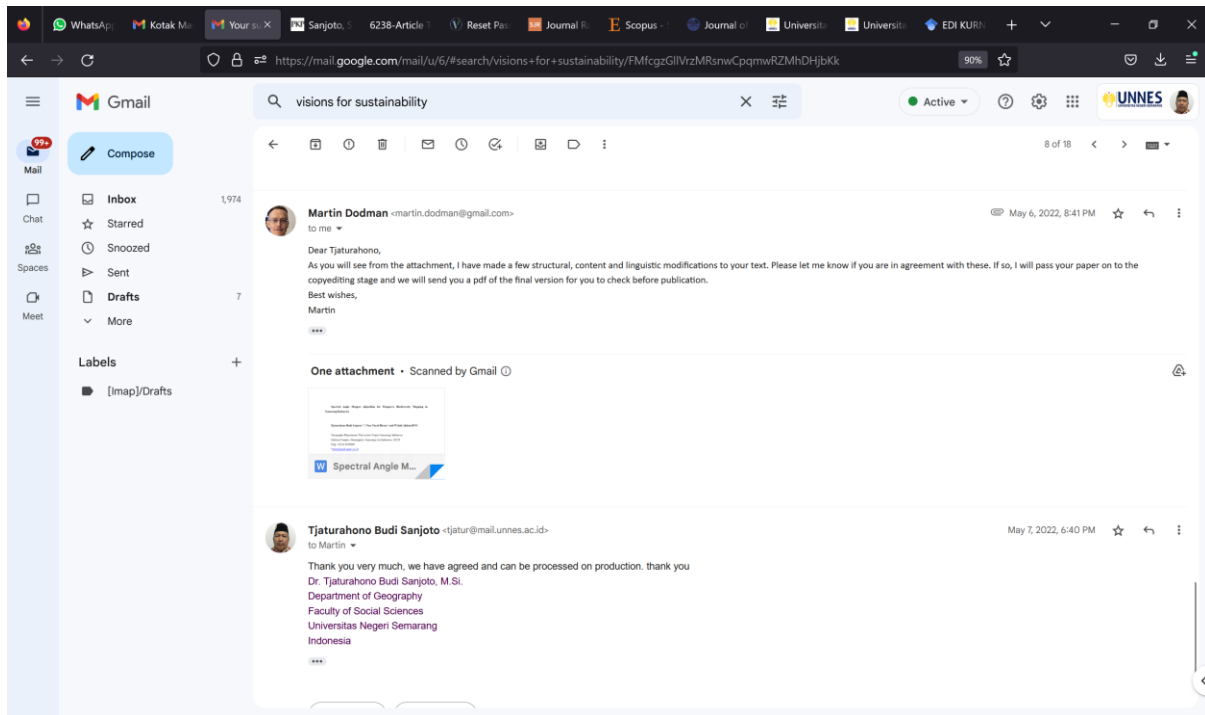 WhatsAp
Kotak Ma
Your su
Sanjoto, S
6238-Article T
Reset Pas
Journal R
Scopus -
Journal of
Universita
Universita
EDI KURN
https://mail.google.com/mail/u/6/#search/visions+for+sustainability/FMfcgzGllVrzMRsnwCpqmwRZMhDHjbKk
90%
Gmail
visions for sustainability
Active
UNNES
99+
Mail
Chat
Spaces
Meet
Compose
Inbox 1,974
Starred
Snoozed
Sent
Drafts 7
More
Labels
[Imap]/Drafts
8 of 18
Martin Dodman <martin.dodman@gmail.com>
May 6, 2022, 8:41 PM
to me
Dear Tjaturahono,
As you will see from the attachment, I have made a few structural, content and linguistic modifications to your text. Please let me know if you are in agreement with these. If so, I will pass your paper on to the
copyediting stage and we will send you a pdf of the final version for you to check before publication.
Best wishes,
Martin
One attachment • Scanned by Gmail
W Spectral Angle M...
Tjaturahono Budi Sanjoto <tjatur@mail.unnes.ac.id>
May 7, 2022, 6:40 PM
to Martin
Thank you very much, we have agreed and can be processed on production. thank you
Dr. Tjaturahono Budi Sanjoto, M.Si.
Department of Geography
Faculty of Social Sciences
Universitas Negeri Semarang
Indonesia